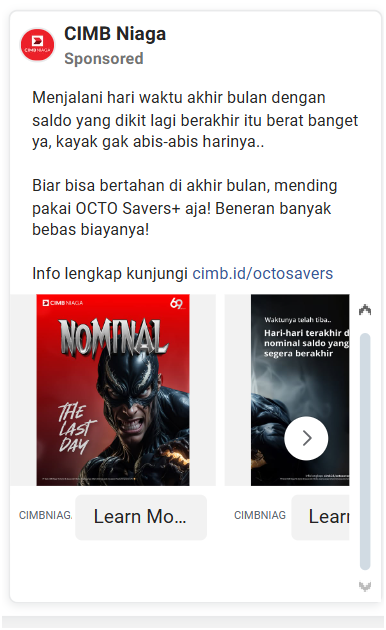 CIMB Niaga
Sponsored
Menjalani hari waktu akhir bulan dengan
saldo yang dikit lagi berakhir itu berat banget
ya, kayak gak abis-abis harinya..
Biar bisa bertahan di akhir bulan, mending
pakai OCTO Savers+ aja! Beneran banyak
bebas biayanya!
Info lengkap kunjungi cimb.id/octosavers
CIMB NIAGA
69
NOMINAL
THE
LAST
DAY
Waktunya telah tiba..
Hari-hari terakhir d
nominal saldo yang
segera berakhir
CIMBNIAG.
Learn Mo...
CIMBNIAG
Learn